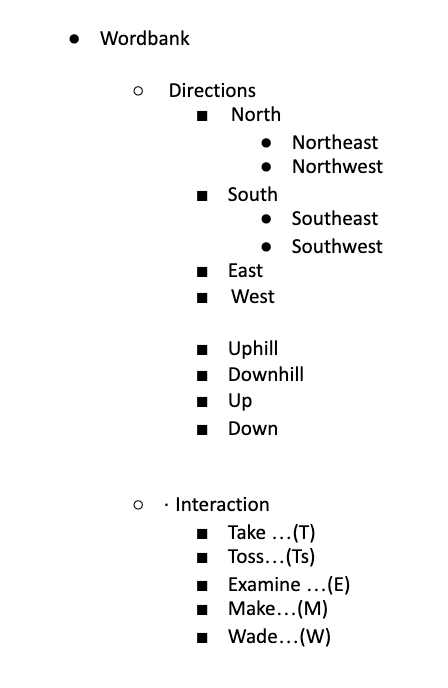 ● Wordbank
○ Directions
■ North
● Northeast
● Northwest
■ South
● Southeast
● Southwest
■ East
■ West
■ Uphill
■ Downhill
■ Up
■ Down
○ · Interaction
■ Take …(T)
■ Toss…(Ts)
■ Examine …(E)
■ Make…(M)
■ Wade…(W)